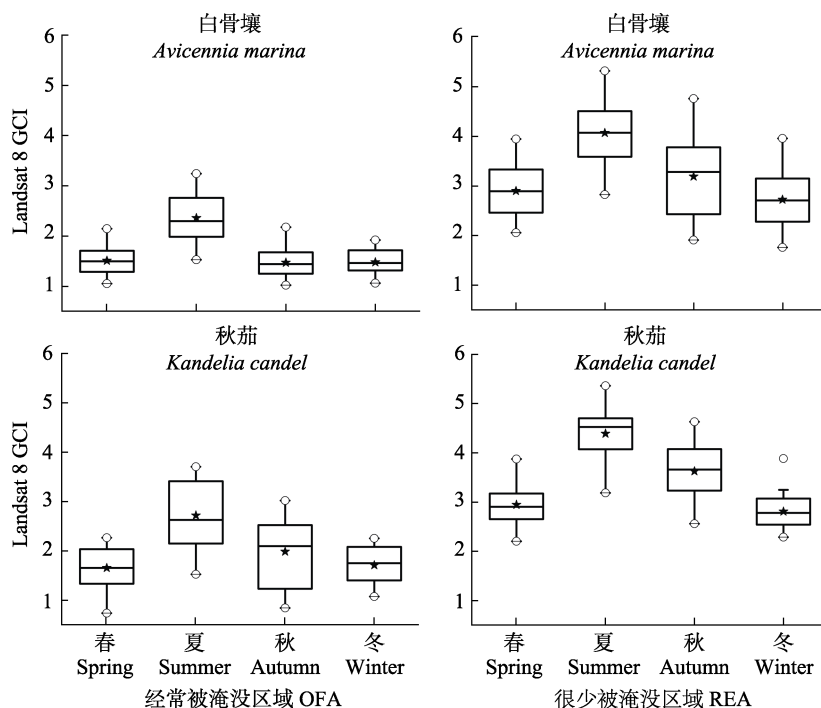 白骨壤
Avicennia marina
6
5
4
3
2
1
Landsat 8 GCI
白骨壤
Avicennia marina
6
5
4
3
2
1
秋茄
Kandelia candel
6
5
4
3
2
1
Landsat 8 GCI
春 夏 秋 冬
Spring Summer Autumn Winter
经常被淹没区域 OFA
秋茄
Kandelia candel
6
5
4
3
2
1
春 夏 秋 冬
Spring Summer Autumn Winter
很少被淹没区域 REA